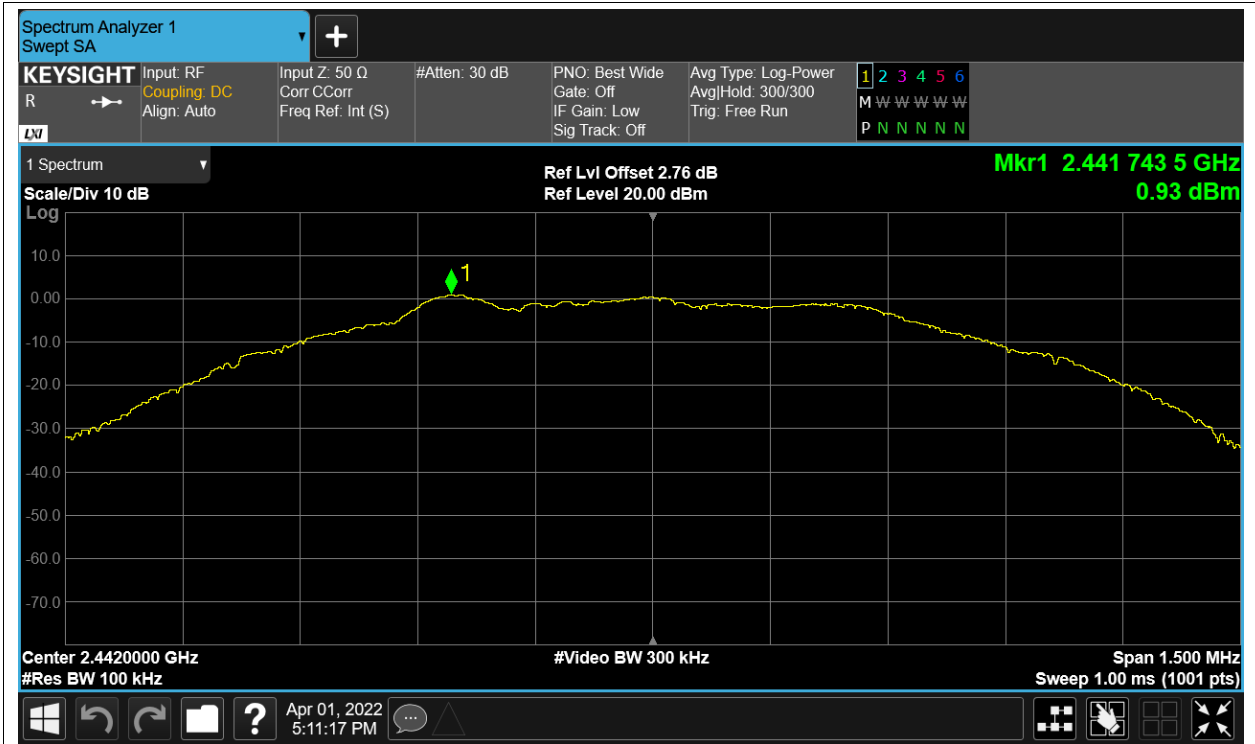 Spectrum Analyzer 1
Swept SA
+
KEYSIGHT
R
LXI
Input: RF
Coupling: DC
Align: Auto
Input Z: 50 Ω
Corr CCorr
Freq Ref: Int (S)
#Atten: 30 dB
PNO: Best Wide
Gate: Off
IF Gain: Low
Sig Track: Off
Avg Type: Log-Power
Avg|Hold: 300/300
Trig: Free Run
1 2 3 4 5 6
M W W W W W W
P N N N N N
1 Spectrum
Scale/Div 10 dB
Log
Ref Lvl Offset 2.76 dB
Ref Level 20.00 dBm
Mkr1 2.441 743 5 GHz
0.93 dBm
1
10.0
0.00
-10.0
-20.0
-30.0
-40.0
-50.0
-60.0
-70.0
Center 2.4420000 GHz
#Res BW 100 kHz
#Video BW 300 kHz
Span 1.500 MHz
Sweep 1.00 ms (1001 pts)
?
Apr 01, 2022
5:11:17 PM